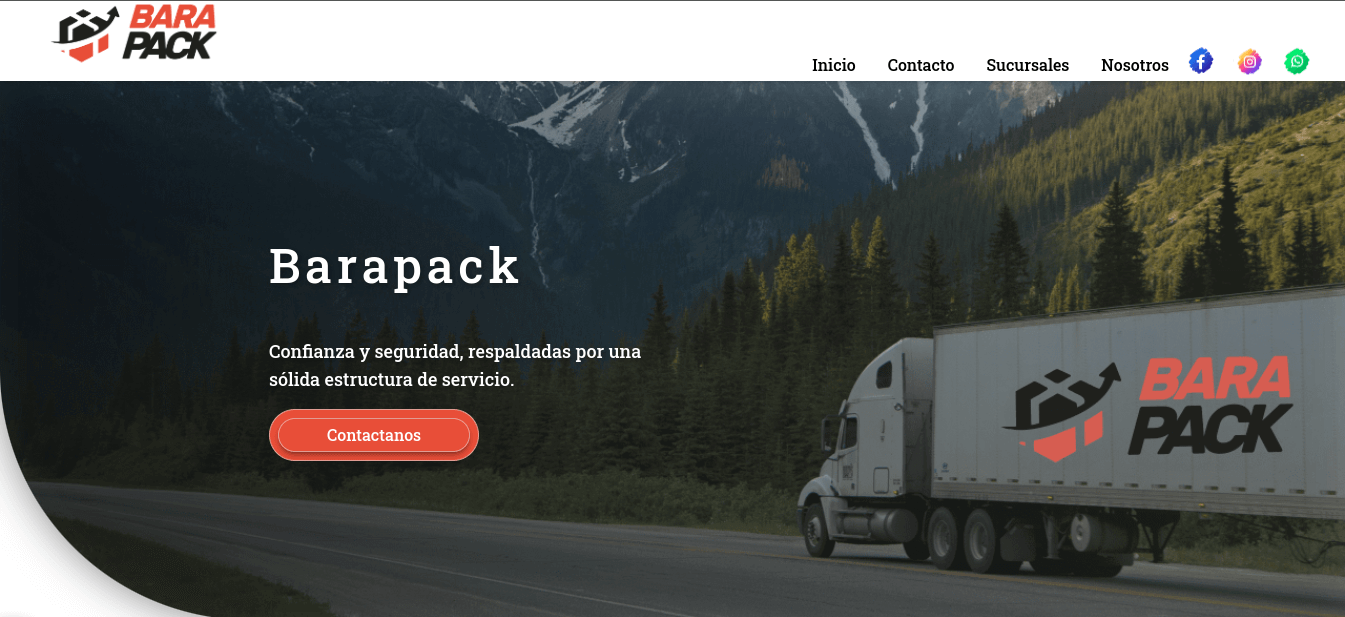 BARA
PACK
Inicio Contacto Sucursales Nosotros
Barapack
Confianza y seguridad, respaldadas por una
sólida estructura de servicio.
Contactanos
BARA
PACK